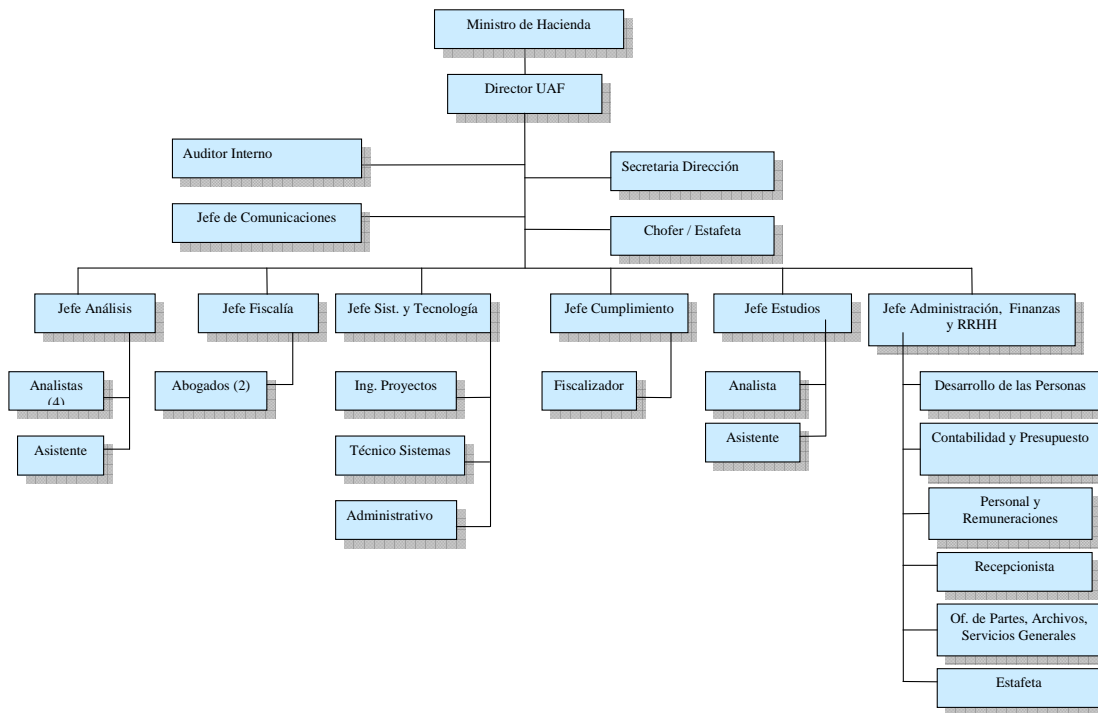 Ministro de Hacienda
Director UAF
Auditor Interno
Secretaria Dirección
Jefe de Comunicaciones
Chofer / Estafeta
Jefe Análisis
Jefe Fiscalía
Jefe Sist. y Tecnología
Jefe Cumplimiento
Jefe Estudios
Jefe Administración, Finanzas
y RRHH
Analistas
(4)
Asistente
Abogados (2)
Ing. Proyectos
Técnico Sistemas
Administrativo
Fiscalizador
Analista
Asistente
Desarrollo de las Personas
Contabilidad y Presupuesto
Personal y
Remuneraciones
Recepcionista
Of. de Partes, Archivos,
Servicios Generales
Estafeta